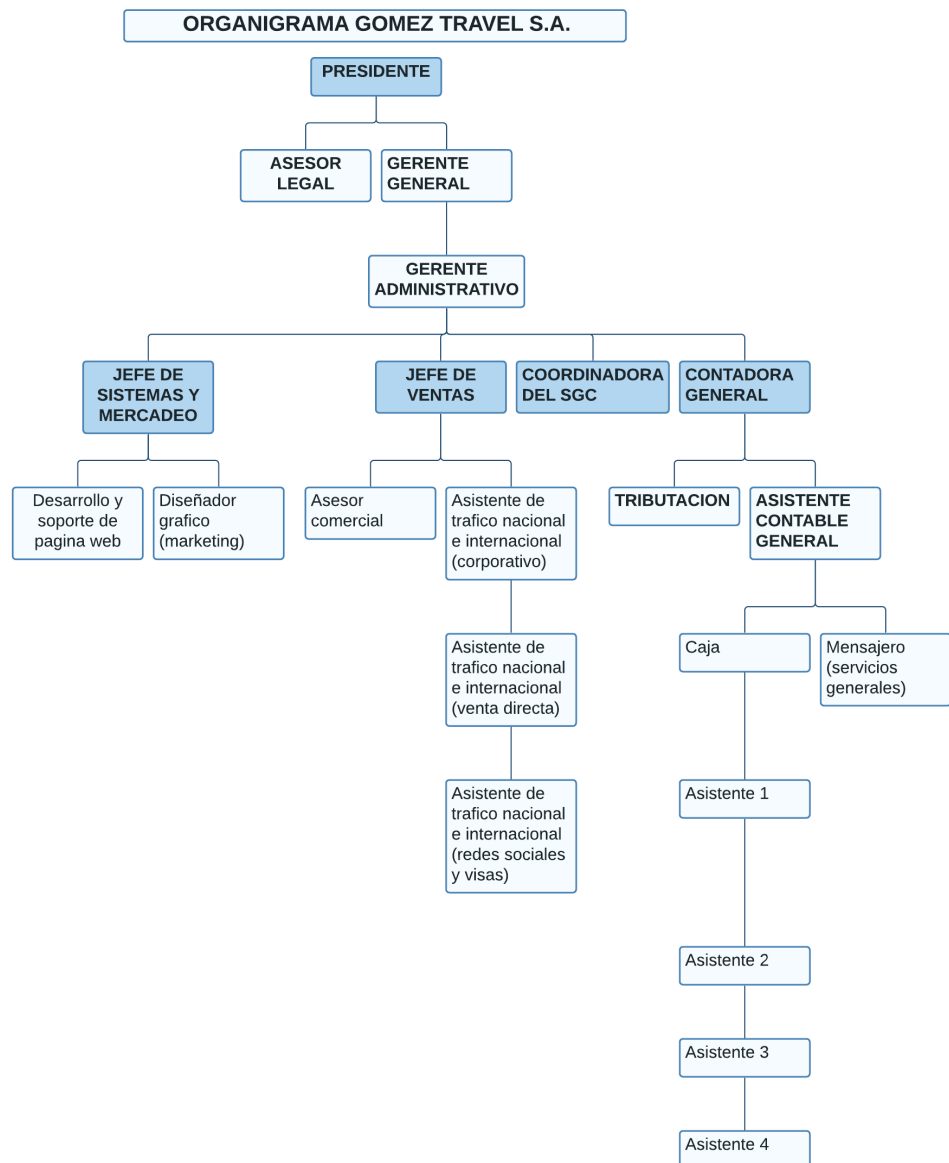 ORGANIGRAMA GOMEZ TRAVEL S.A.
PRESIDENTE
ASESOR
LEGAL
GERENTE
GENERAL
GERENTE
ADMINISTRATIVO
JEFE DE
SISTEMAS Y
MERCADEO
JEFE DE
VENTAS
COORDINADORA
DEL SGC
CONTADORA
GENERAL
Desarrollo y
soporte de
pagina web
Diseñador
grafico
(marketing)
Asesor
comercial
Asistente de
trafico nacional
e internacional
(corporativo)
TRIBUTACION
ASISTENTE
CONTABLE
GENERAL
Asistente de
trafico nacional
e internacional
(venta directa)
Caja
Mensajero
(servicios
generales)
Asistente de
trafico nacional
e internacional
(redes sociales
y visas)
Asistente 1
Asistente 2
Asistente 3
Asistente 4